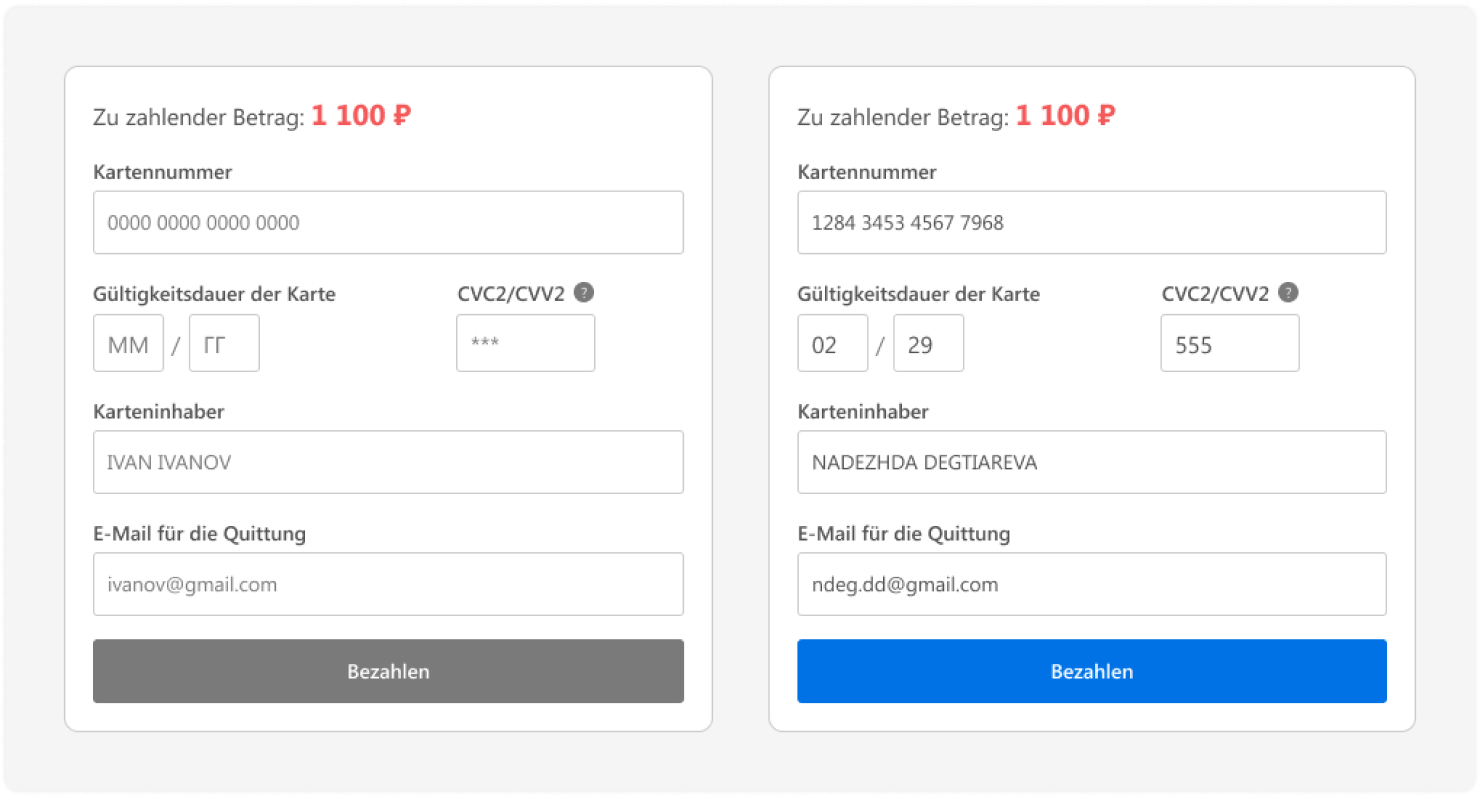 Zu zahlender Betrag: 1 100 ₽
Kartennummer
0000 0000 0000 0000
Gültigkeitsdauer der Karte CVC2/CVV2 ?
MM / ГГ ***
Karteninhaber
IVAN IVANOV
E-Mail für die Quittung
ivanov@gmail.com
Bezahlen
Zu zahlender Betrag: 1 100 ₽
Kartennummer
1284 3453 4567 7968
Gültigkeitsdauer der Karte CVC2/CVV2 ?
02 / 29 555
Karteninhaber
NADEZHDA DEGTIAREVA
E-Mail für die Quittung
ndeg.dd@gmail.com
Bezahlen